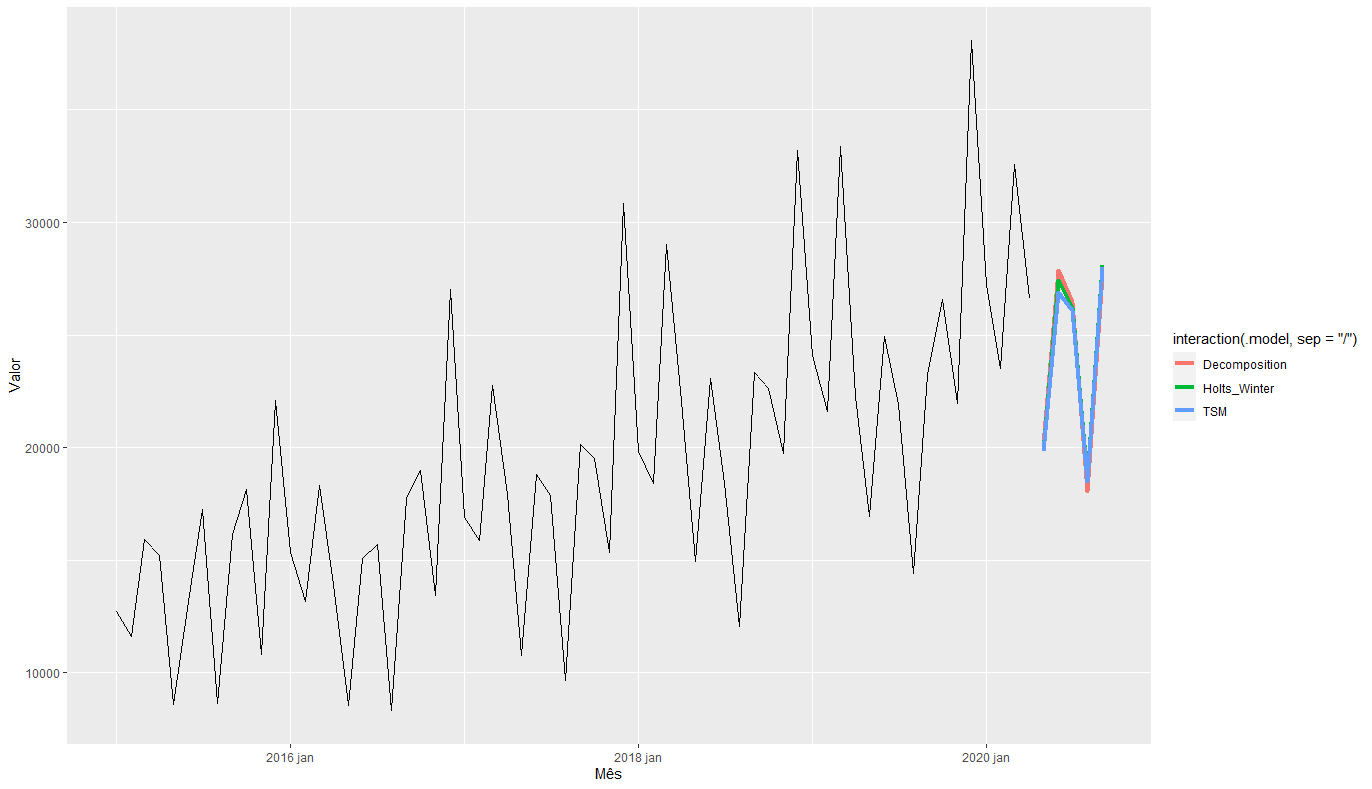 Valor
30000
20000
10000
2016 jan
2018 jan
2020 jan
Mês
interaction(.model, sep = "/")
Decomposition
Holts_Winter
TSM